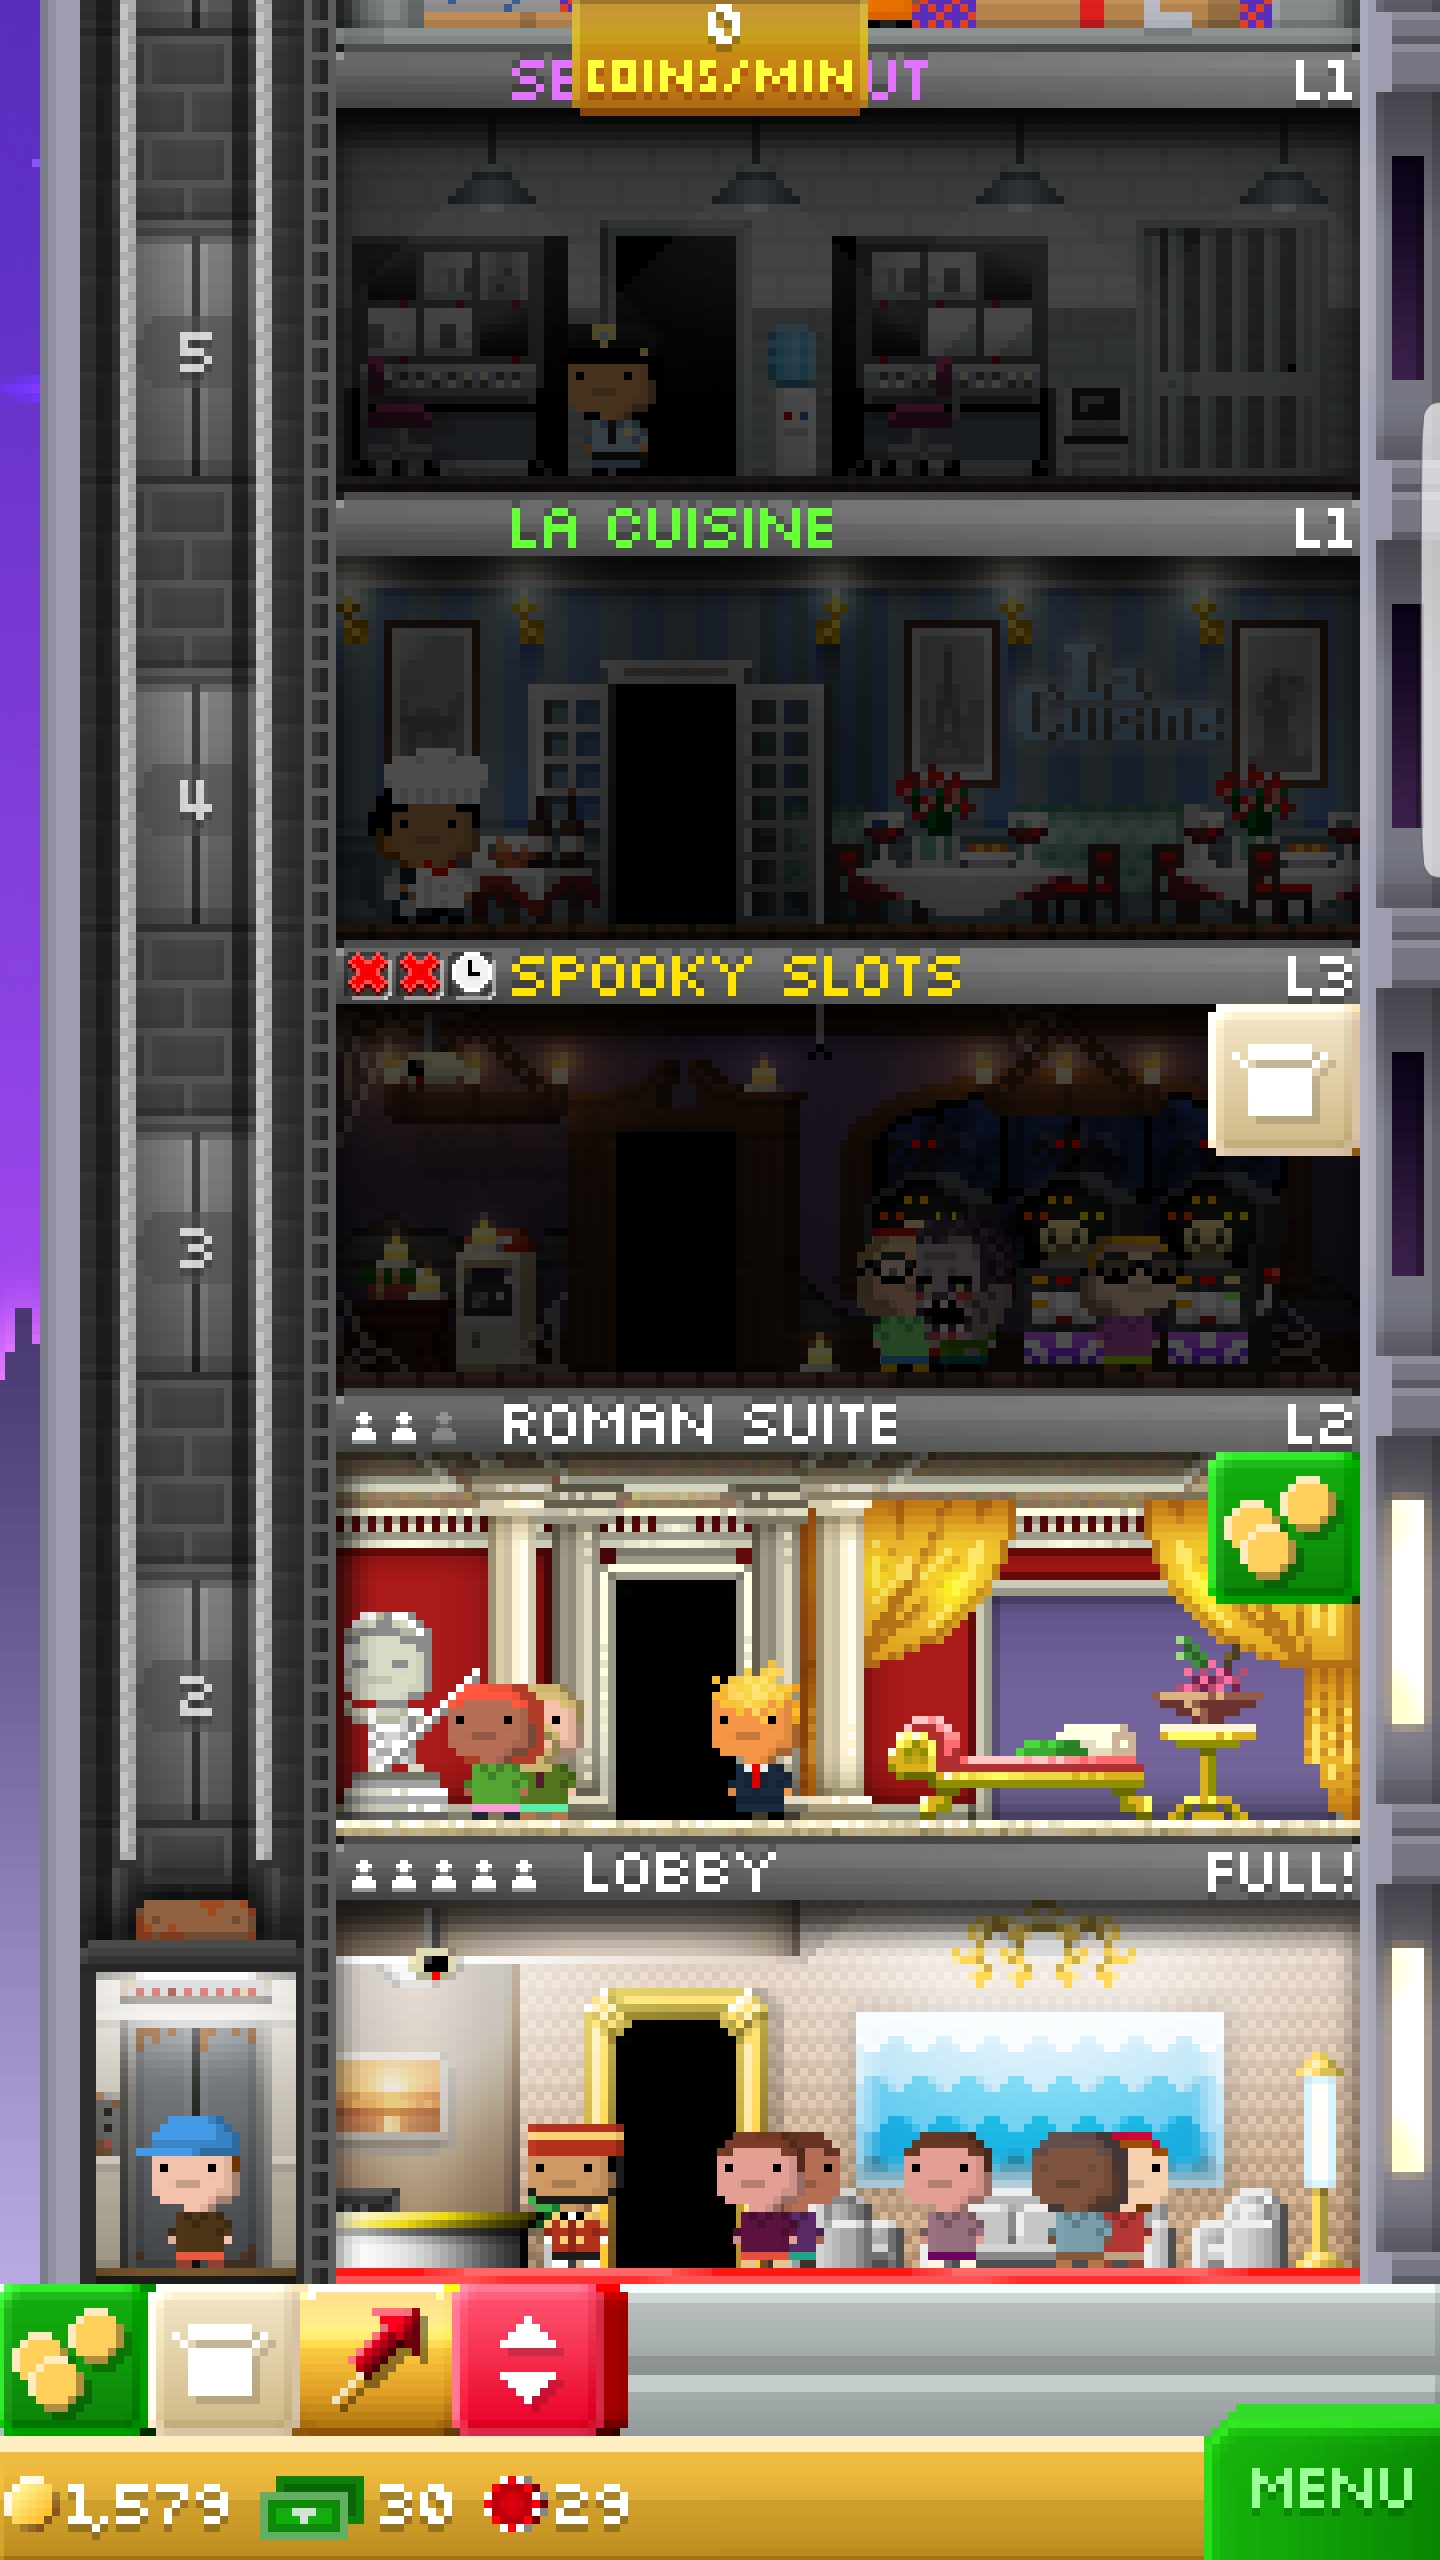 0
COINS/MIN
SE UT L1
5
LA CUISINE L1
La
Cuisine
4
SPOOKY SLOTS L3
3
ROMAN SUITE L2
2
LOBBY FULL!
1,579 30 29
MENU